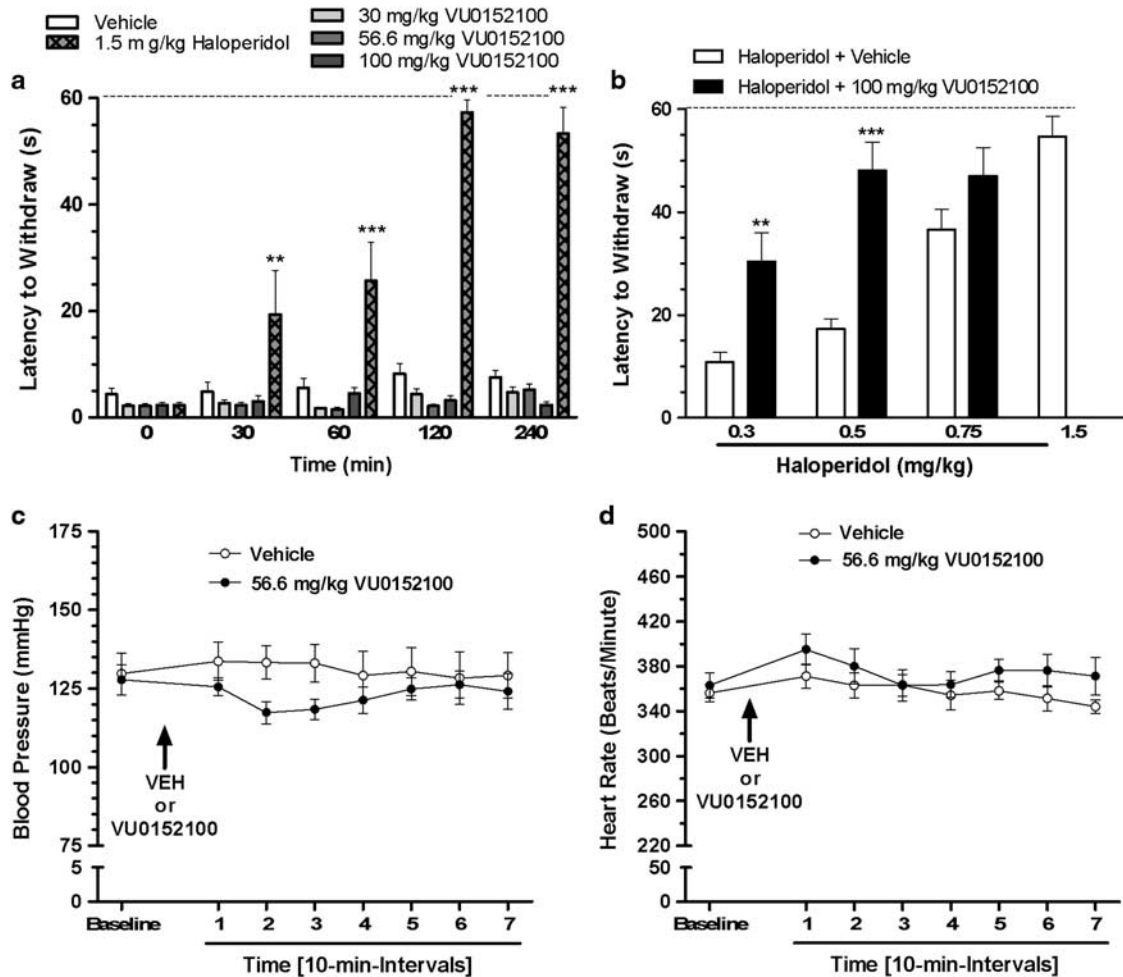 Vehicle
1.5 m g/kg Haloperidol
30 mg/kg VU0152100
56.6 mg/kg VU0152100
100 mg/kg VU0152100
a
Latency to Withdraw (s)
60
40
20
0
**
***
***
***
0 30 60 120 240
Time (min)
Haloperidol + Vehicle
Haloperidol + 100 mg/kg VU0152100
b
Latency to Withdraw (s)
60
40
20
0
**
***
0.3 0.5 0.75 1.5
Haloperidol (mg/kg)
c
Blood Pressure (mmHg)
175
150
125
100
75
5
0
Vehicle
56.6 mg/kg VU0152100
VEH
or
VU0152100
Baseline 1 2 3 4 5 6 7
Time [10-min-Intervals]
d
Heart Rate (Beats/Minute)
500
460
420
380
340
300
260
220
50
0
Vehicle
56.6 mg/kg VU0152100
VEH
or
VU0152100
Baseline 1 2 3 4 5 6 7
Time [10-min-Intervals]